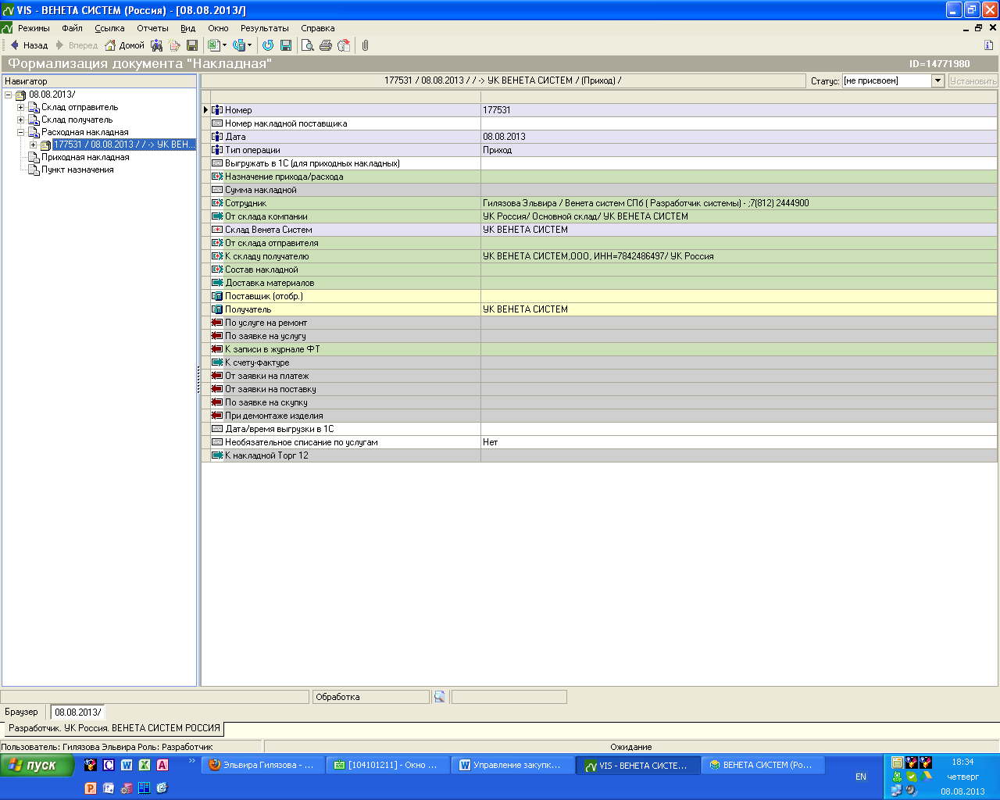 VIS - ВЕНЕТА СИСТЕМ (Россия) - [08.08.2013/]
Режимы Файл Ссылка Отчеты Вид Окно Результаты Справка
Назад Вперед Домой
Формализация документа "Накладная" ID=14771980
Навигатор
177531 / 08.08.2013 / / -> УК ВЕНЕТА СИСТЕМ / (Приход) /
Статус: [не присвоен] Установить
08.08.2013/
Склад отправитель
Склад получатель
Расходная накладная
177531 / 08.08.2013 / / -> УК ВЕН...
Приходная накладная
Пункт назначения
Номер 177531
Номер накладной поставщика
Дата 08.08.2013
Тип операции Приход
Выгружать в 1С (для приходных накладных)
Назначение прихода/расхода
Сумма накладной
Сотрудник Гилязова Эльвира / Венета систем СПб ( Разработчик системы) - ;7(812) 2444900
От склада компании УК Россия/ Основной склад/ УК ВЕНЕТА СИСТЕМ
Склад Венета Систем УК ВЕНЕТА СИСТЕМ
От склада отправителя
К складу получателю УК ВЕНЕТА СИСТЕМ,ООО, ИНН=7842486497/ УК Россия
Состав накладной
Доставка материалов
Поставщик (отобр.)
Получатель УК ВЕНЕТА СИСТЕМ
По услуге на ремонт
По заявке на услугу
К записи в журнале ФТ
К счету-фактуре
От заявки на платеж
От заявки на поставку
По заявке на скупку
При демонтаже изделия
Дата/время выгрузки в 1С
Необязательное списание по услугам Нет
К накладной Торг 12
Обработка
Браузер 08.08.2013/
Разработчик. УК Россия. ВЕНЕТА СИСТЕМ РОССИЯ
Пользователь: Гилязова Эльвира Роль: Разработчик Ожидание
пуск
Эльвира Гилязова - ...
[104101211] - Окно ...
Управление закупк...
VIS - ВЕНЕТА СИСТЕ...
ВЕНЕТА СИСТЕМ (Ро...
EN
18:34
четверг
08.08.2013